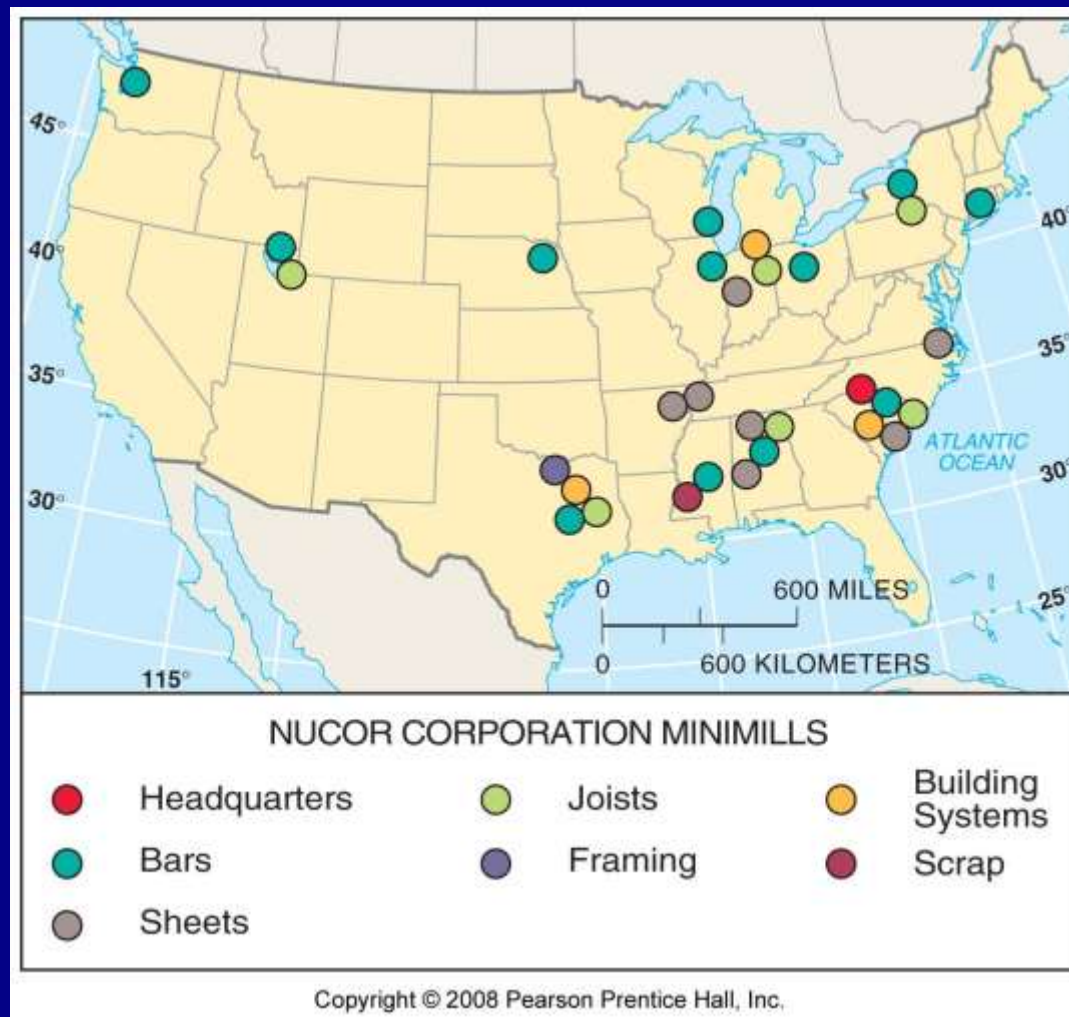 45°
40°
35°
30°
115°
40°
35°
30°
25°
ATLANTIC
OCEAN
0 600 MILES
0 600 KILOMETERS
NUCOR CORPORATION MINIMILLS
Headquarters
Joists
Building
Systems
Bars
Framing
Scrap
Sheets
Copyright © 2008 Pearson Prentice Hall, Inc.